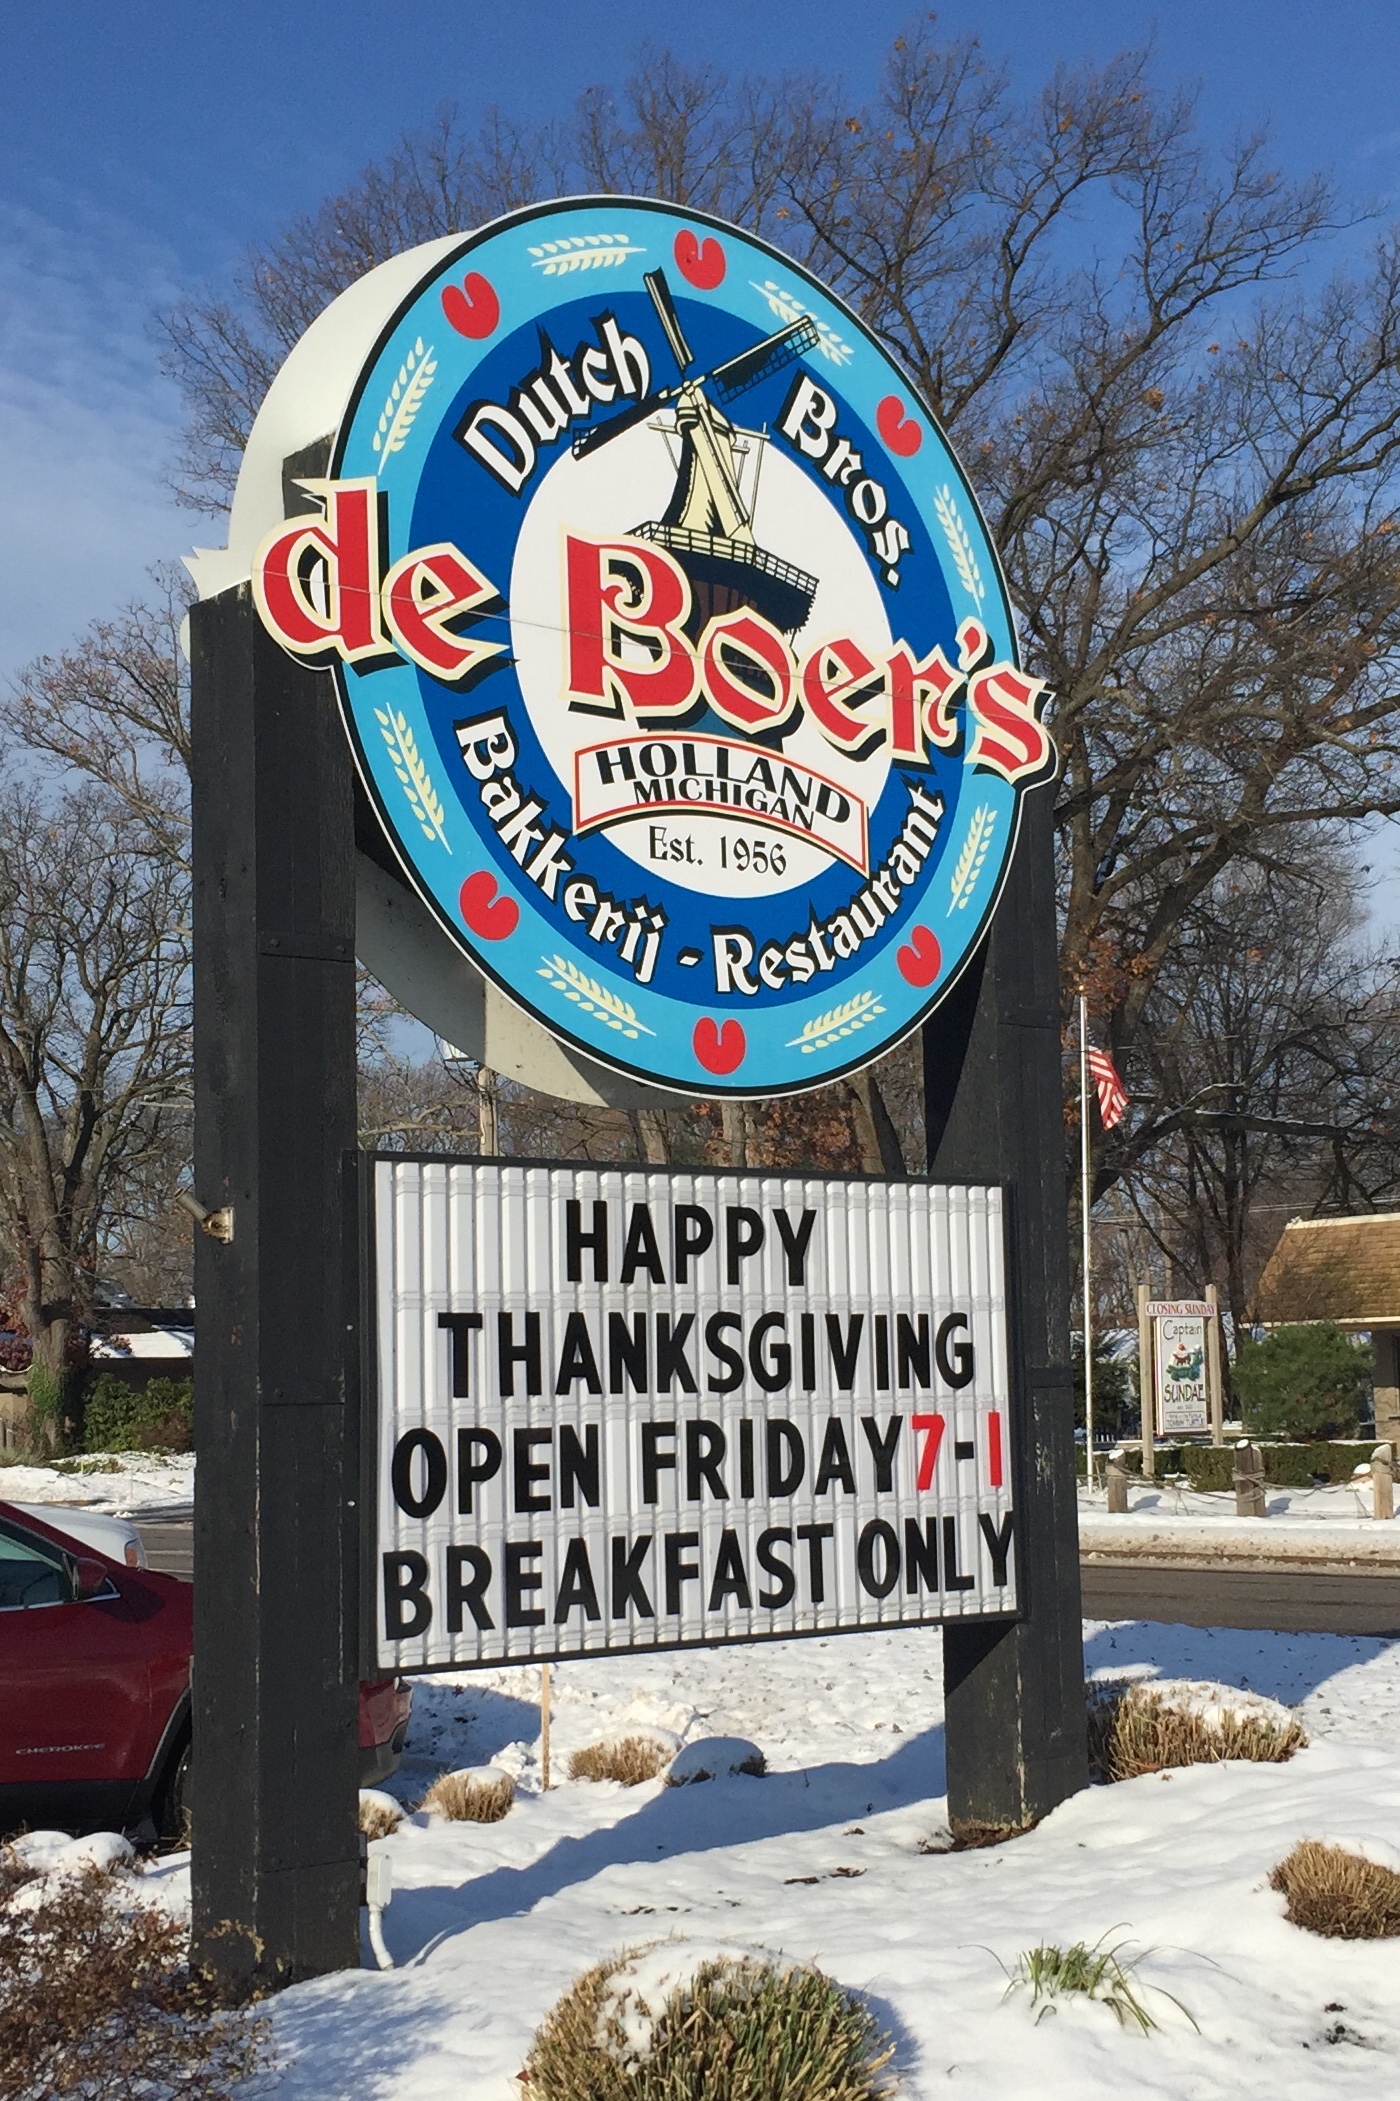 Dutch Bros.
de Boer's
HOLLAND
MICHIGAN
Est. 1956
Bakkerij - Restaurant
HAPPY
THANKSGIVING
OPEN FRIDAY 7-1
BREAKFAST ONLY
CLOSING SUNDAY
Captain
SUNDAE
CHEROKEE